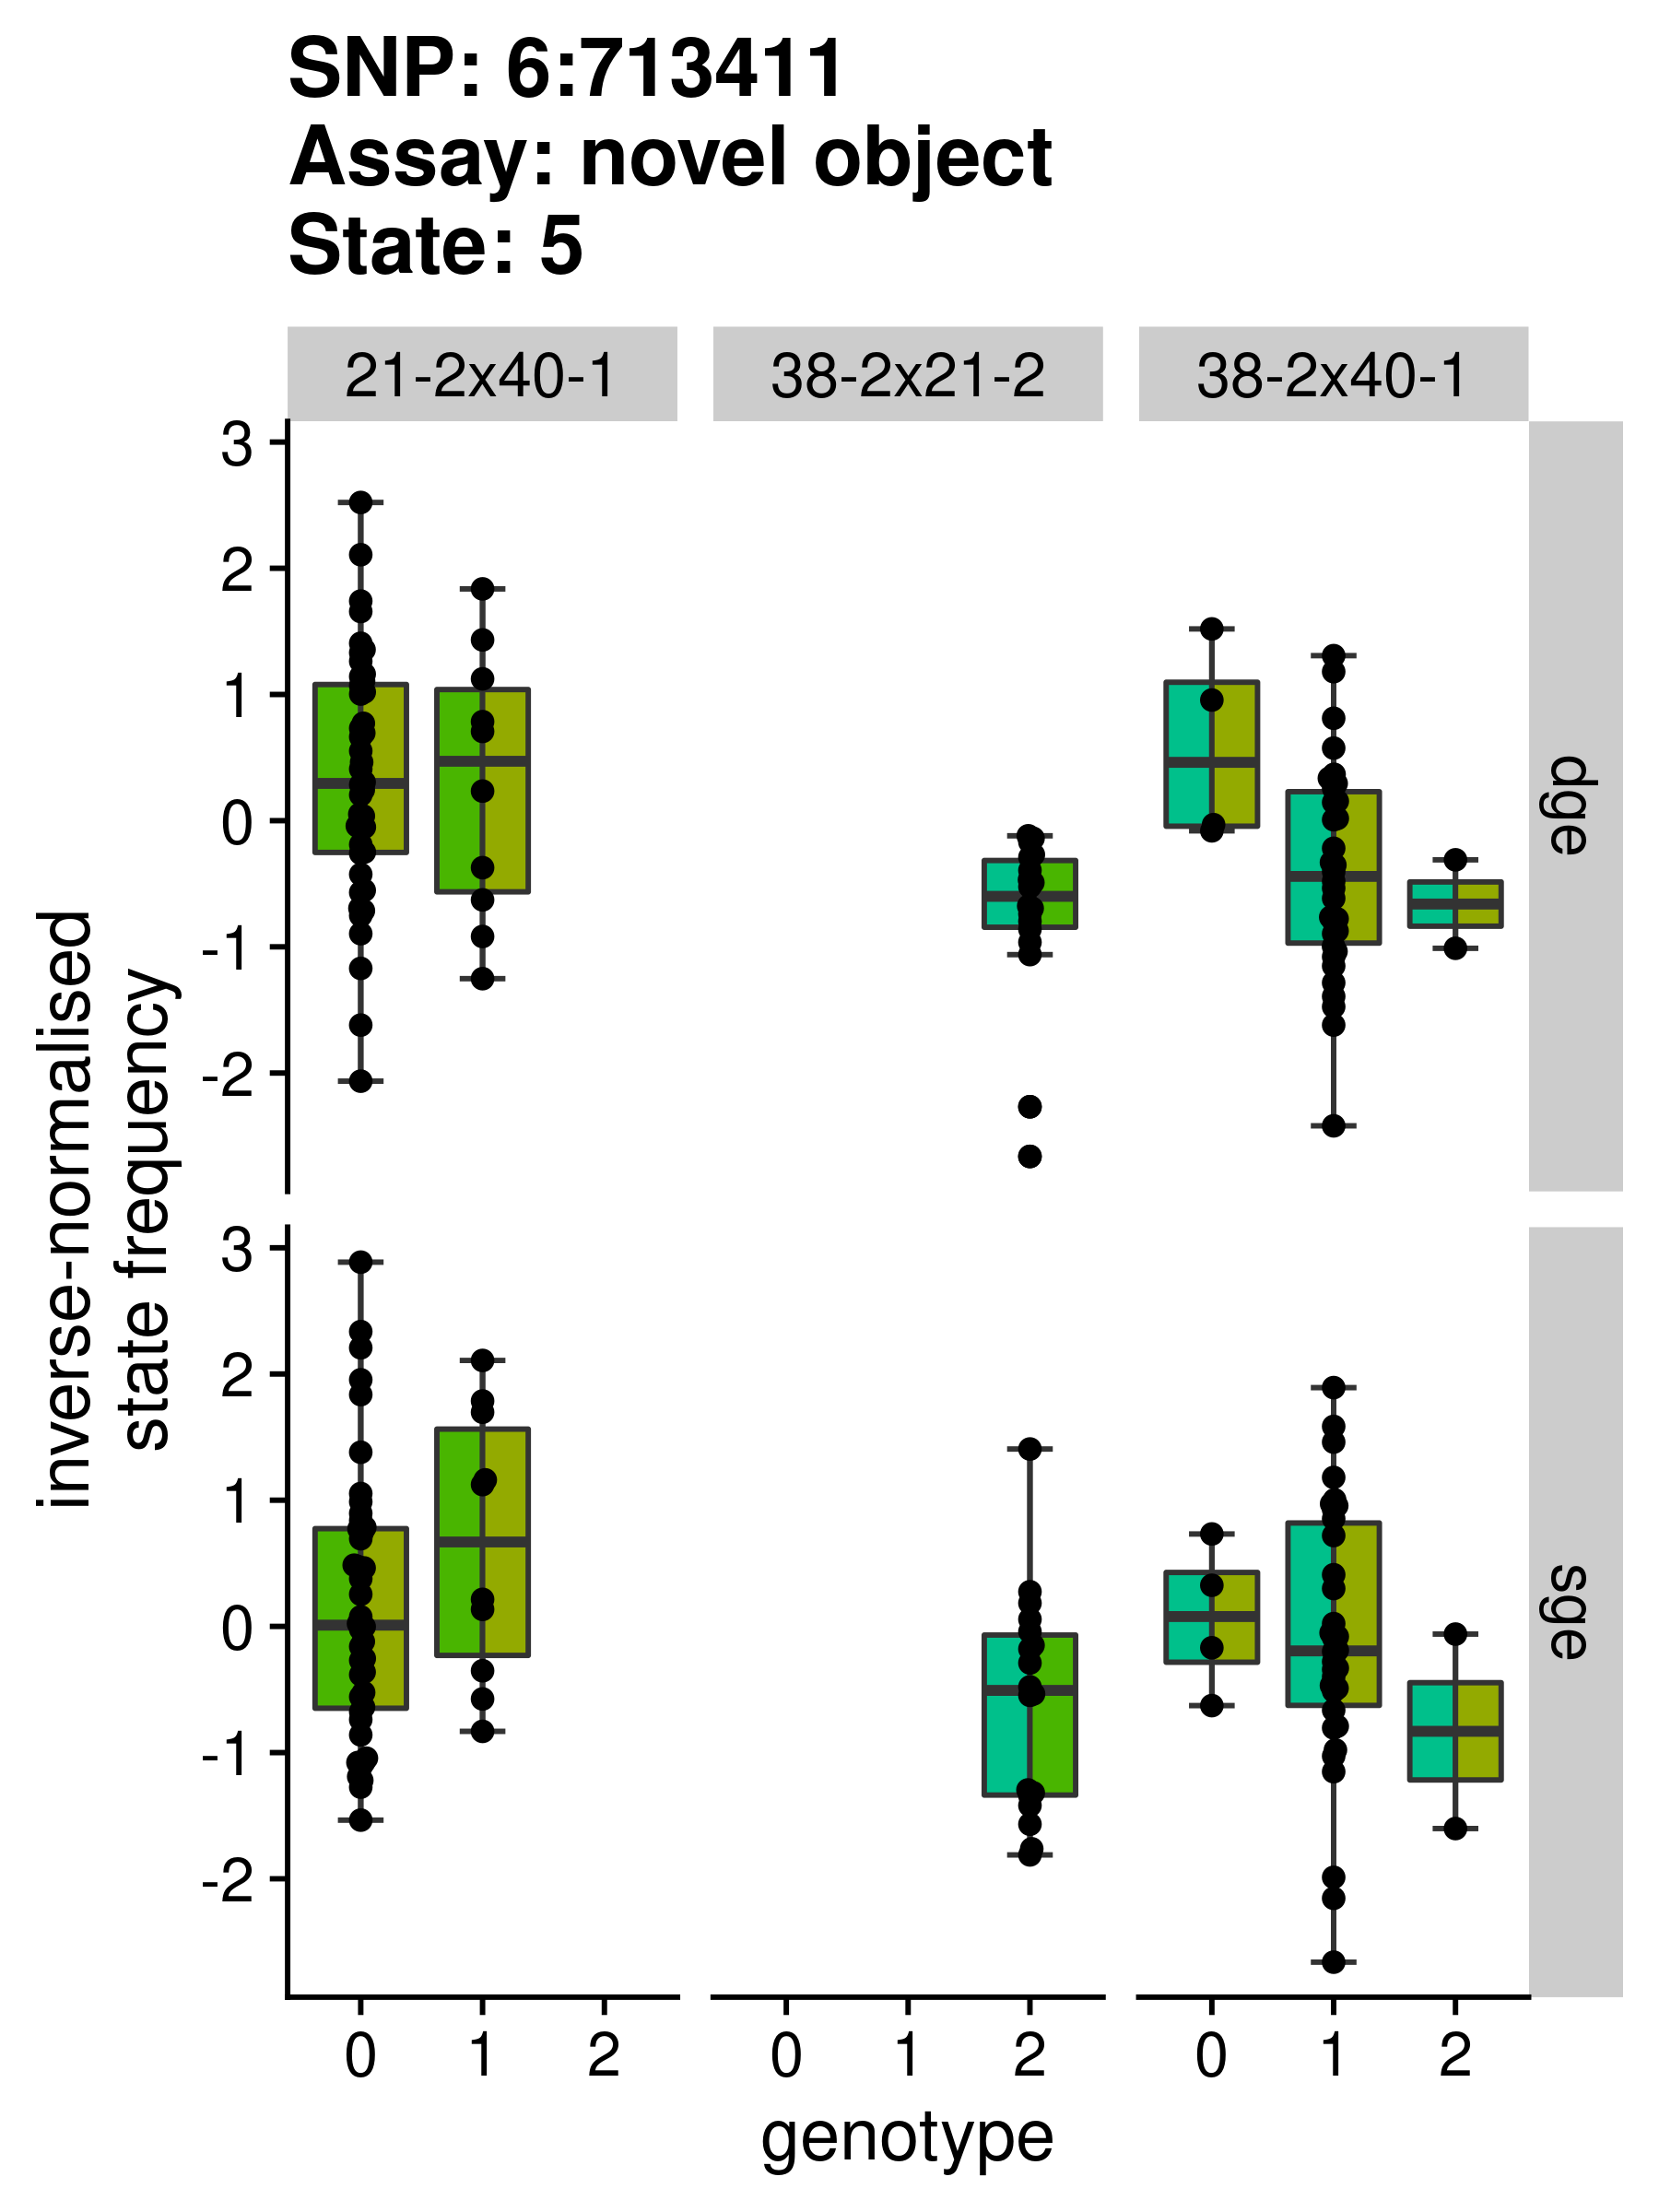 SNP: 6:713411
Assay: novel object
State: 5
21-2x40-1
38-2x21-2
38-2x40-1
3
2
1
0
-1
-2
dge
3
2
1
0
-1
-2
sge
inverse-normalised
state frequency
0 1 2
0 1 2
0 1 2
genotype